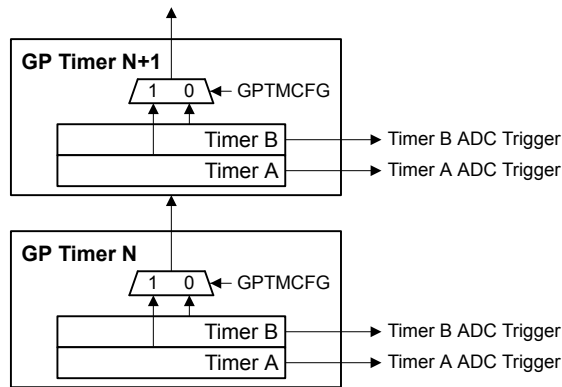 GP Timer N+1
1 0 GPTMCFG
Timer B Timer B ADC Trigger
Timer A Timer A ADC Trigger
GP Timer N
1 0 GPTMCFG
Timer B Timer B ADC Trigger
Timer A Timer A ADC Trigger